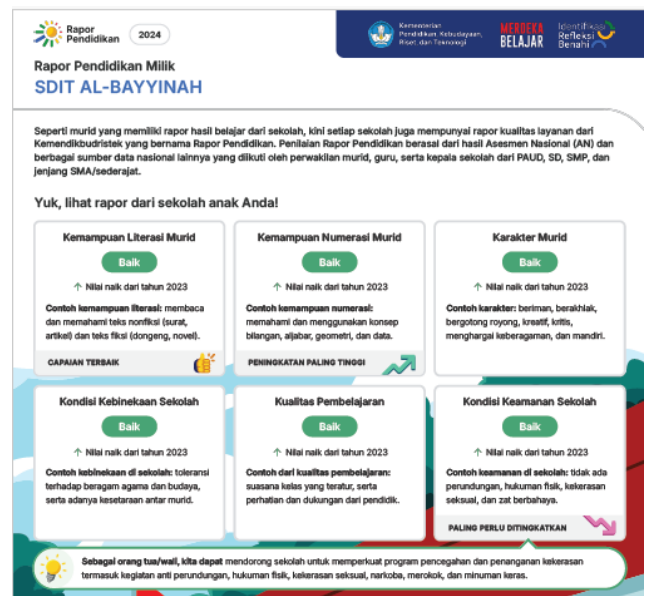 Rapor
Pendidikan
2024
Kementerian
Pendidikan, Kebudayaan,
Riset, dan Teknologi
MERDEKA
BELAJAR
Identifikasi
Refleksi
Benahi
Rapor Pendidikan Milik
SDIT AL-BAYYINAH
Seperti murid yang memiliki rapor hasil belajar dari sekolah, kini setiap sekolah juga mempunyai rapor kualitas layanan dari
Kemendikbudristek yang bernama Rapor Pendidikan. Penilaian Rapor Pendidikan berasal dari hasil Asesmen Nasional (AN) dan
berbagai sumber data nasional lainnya yang diikuti oleh perwakilan murid, guru, serta kepala sekolah dari PAUD, SD, SMP, dan
jenjang SMA/sederajat.
Yuk, lihat rapor dari sekolah anak Anda!
Kemampuan Literasi Murid
Baik
↑ Nilai naik dari tahun 2023
Contoh kemampuan literasi: membaca
dan memahami teks nonfiksi (surat,
artikel) dan teks fiksi (dongeng, novel).
CAPAIAN TERBAIK
Kemampuan Numerasi Murid
Baik
↑ Nilai naik dari tahun 2023
Contoh kemampuan numerasi:
memahami dan menggunakan konsep
bilangan, aljabar, geometri, dan data.
PENINGKATAN PALING TINGGI
Karakter Murid
Baik
↑ Nilai naik dari tahun 2023
Contoh karakter: beriman, berakhlak,
bergotong royong, kreatif, kritis,
menghargai keberagaman, dan mandiri.
Kondisi Kebinekaan Sekolah
Baik
↑ Nilai naik dari tahun 2023
Contoh kebinekaan di sekolah: toleransi
terhadap beragam agama dan budaya,
serta adanya kesetaraan antar murid.
Kualitas Pembelajaran
Baik
↑ Nilai naik dari tahun 2023
Contoh dari kualitas pembelajaran:
suasana kelas yang teratur, serta
perhatian dan dukungan dari pendidik.
Kondisi Keamanan Sekolah
Baik
↑ Nilai naik dari tahun 2023
Contoh keamanan di sekolah: tidak ada
perundungan, hukuman fisik, kekerasan
seksual, dan zat berbahaya.
PALING PERLU DITINGKATKAN
Sebagai orang tua/wali, kita dapat mendorong sekolah untuk memperkuat program pencegahan dan penanganan kekerasan
termasuk kegiatan anti perundungan, hukuman fisik, kekerasan seksual, narkoba, merokok, dan minuman keras.